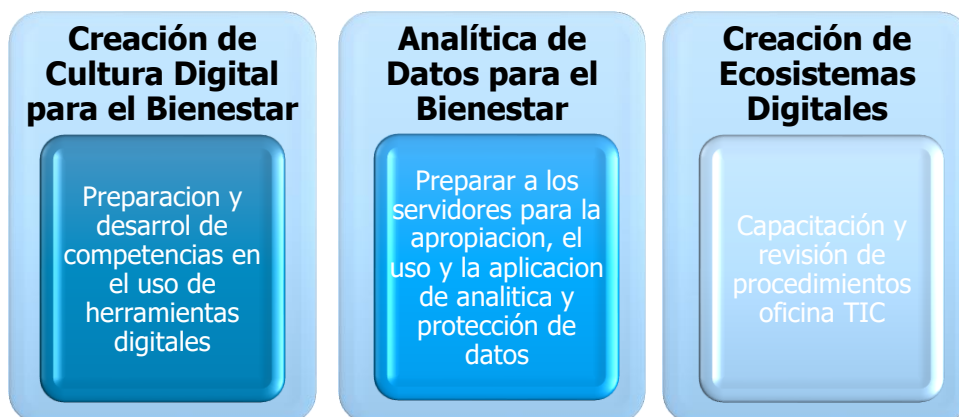 Creación de
Cultura Digital
para el Bienestar
Preparacion y
desarrol de
competencias en
el uso de
herramientas
digitales
Analítica de
Datos para el
Bienestar
Preparar a los
servidores para la
apropiacion, el
uso y la aplicacion
de analitica y
protección de
datos
Creación de
Ecosistemas
Digitales
Capacitación y
revisión de
procedimientos
oficina TIC